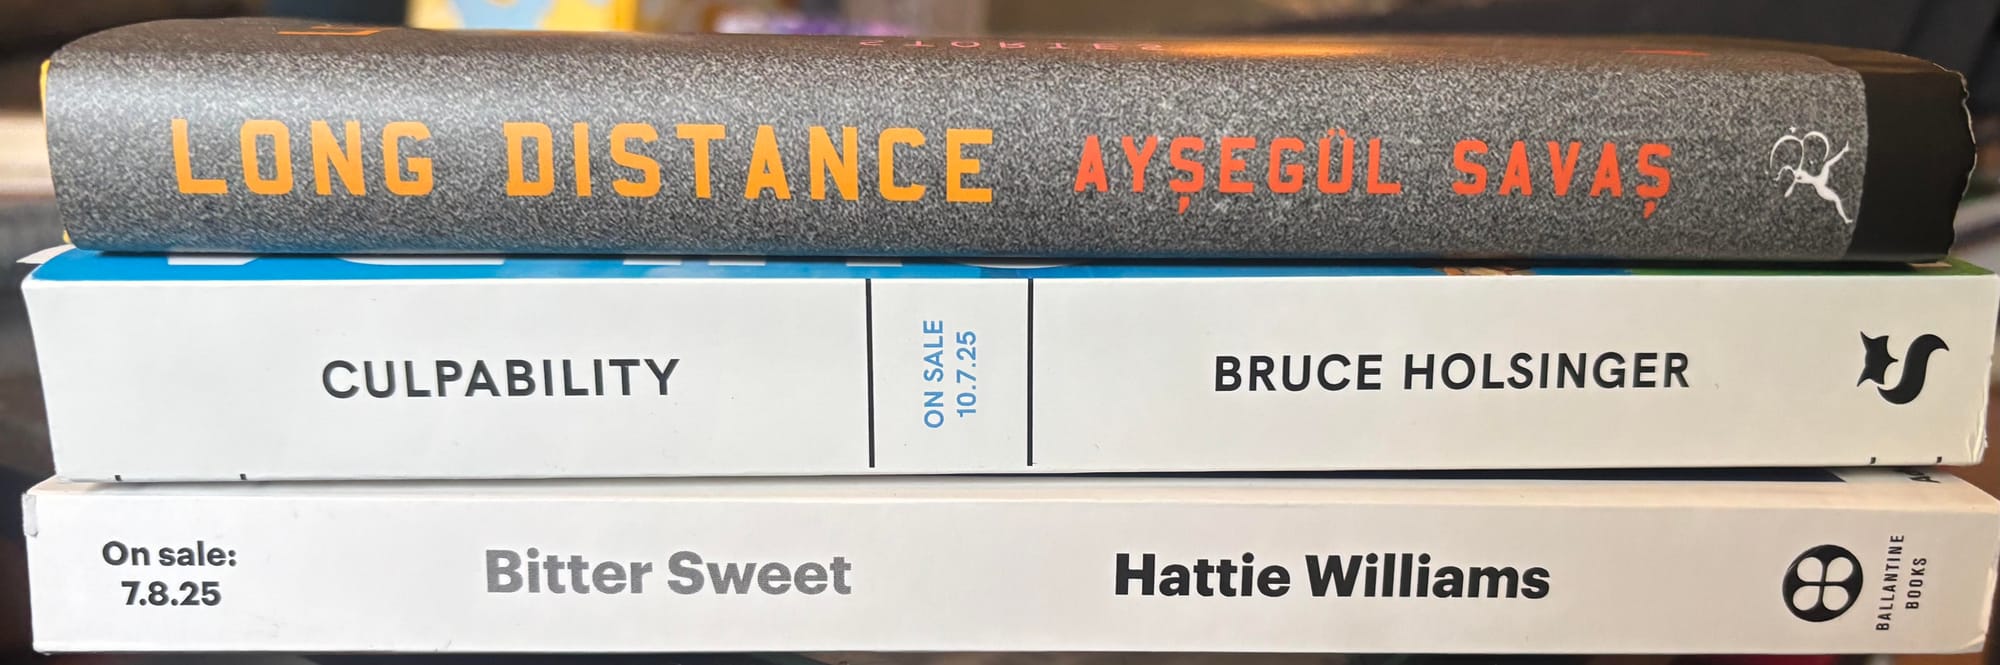 STORIES
LONG DISTANCE AYŞEGÜL SAVAŞ
CULPABILITY
ON SALE
10.7.25
BRUCE HOLSINGER
On sale:
7.8.25
Bitter Sweet
Hattie Williams
BALLANTINE
BOOKS